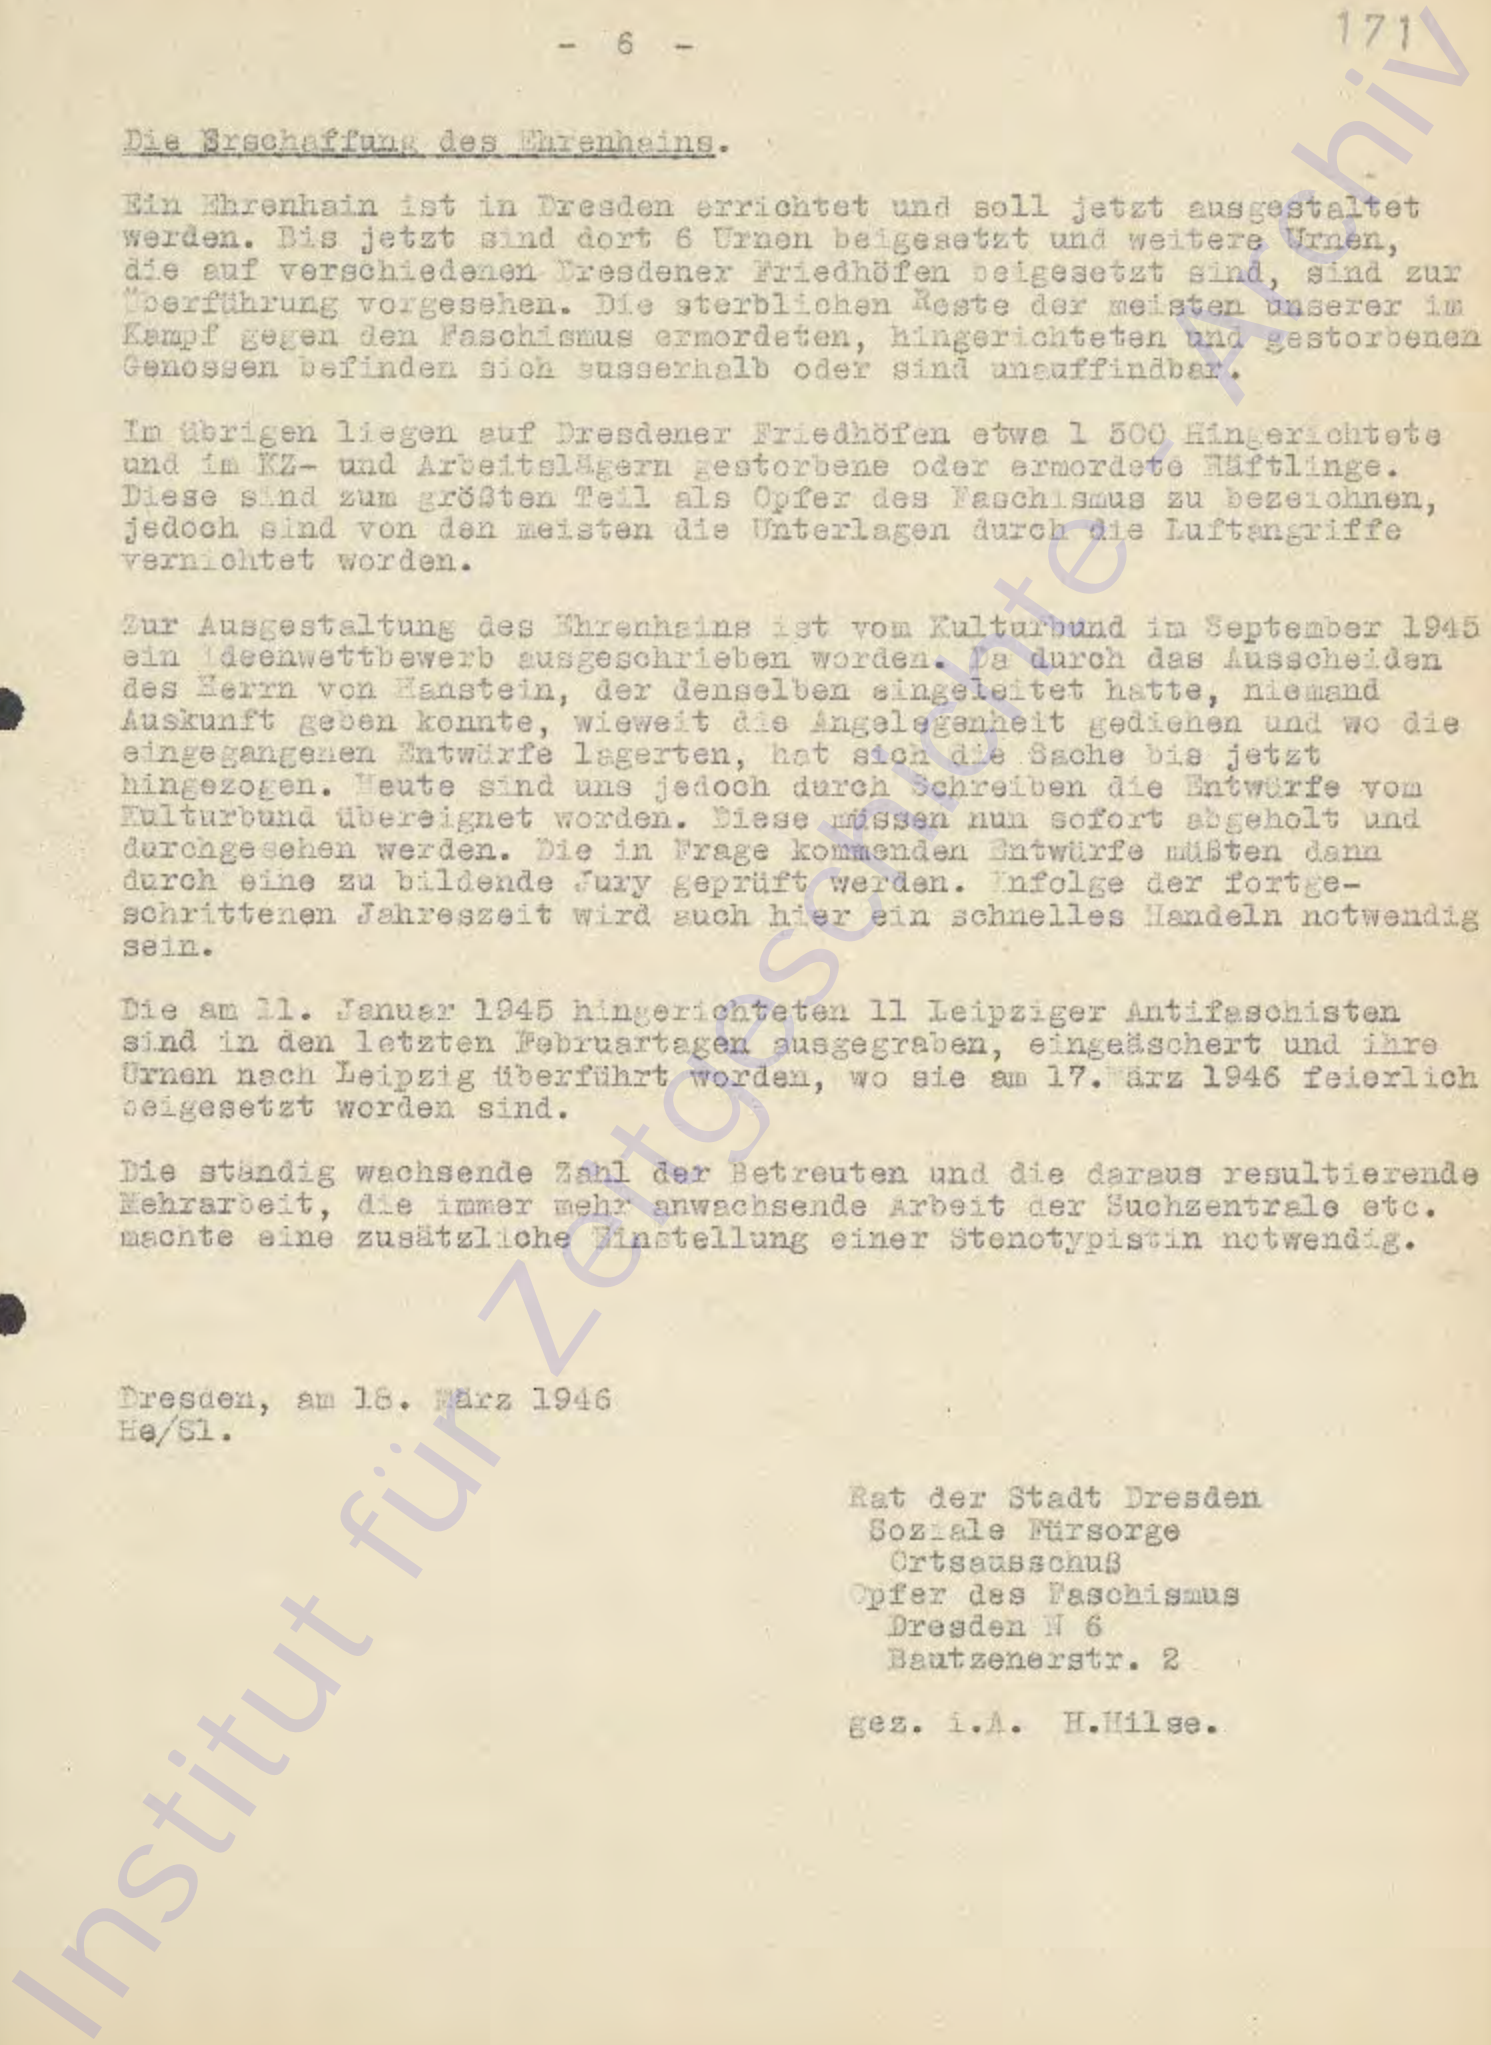 - 6 -
171
Die Erschaffung des Ehrenhains.
Ein Ehrenhain ist in Dresden errichtet und soll jetzt ausgestaltet
werden. Bis jetzt sind dort 6 Urnen beigesetzt und weitere Urnen,
die auf verschiedenen Dresdener Friedhöfen beigesetzt sind, sind zur
Überführung vorgesehen. Die sterblichen Reste der meisten unserer im
Kampf gegen den Faschismus ermordeten, hingerichteten und gestorbenen
Genossen befinden sich ausserhalb oder sind unauffindbar.
Im übrigen liegen auf Dresdener Friedhöfen etwa 1 500 Hingerichtete
und im KZ- und Arbeitslägern gestorbene oder ermordete Häftlinge.
Diese sind zum größten Teil als Opfer des Faschismus zu bezeichnen,
jedoch sind von den meisten die Unterlagen durch die Luftangriffe
vernichtet worden.
Zur Ausgestaltung des Ehrenhains ist vom Kulturbund im September 1945
ein Ideenwettbewerb ausgeschrieben worden. Da durch das Ausscheiden
des Herrn von Hanstein, der denselben eingeleitet hatte, niemand
Auskunft geben konnte, wieweit die Angelegenheit gediehen und wo die
eingegangenen Entwürfe lagerten, hat sich die Sache bis jetzt
hingezogen. Heute sind uns jedoch durch Schreiben die Entwürfe vom
Kulturbund übereignet worden. Diese müssen nun sofort abgeholt und
durchgesehen werden. Die in Frage kommenden Entwürfe müßten dann
durch eine zu bildende Jury geprüft werden. Infolge der fortge-
schrittenen Jahreszeit wird auch hier ein schnelles Handeln notwendig
sein.
Die am 11. Januar 1945 hingerichteten 11 Leipziger Antifaschisten
sind in den letzten Februartagen ausgegraben, eingeäschert und ihre
Urnen nach Leipzig überführt worden, wo sie am 17.März 1946 feierlich
beigesetzt worden sind.
Die ständig wachsende Zahl der Betreuten und die daraus resultierende
Mehrarbeit, die immer mehr anwachsende Arbeit der Suchzentrale etc.
machte eine zusätzliche Einstellung einer Stenotypistin notwendig.
Dresden, am 18. März 1946
He/Sl.
Rat der Stadt Dresden
Soziale Fürsorge
Ortsausschuß
Opfer des Faschismus
Dresden N 6
Bautzenerstr. 2
gez. i.A. H.Hilse.
Institut für Zeitgeschichte - Archiv